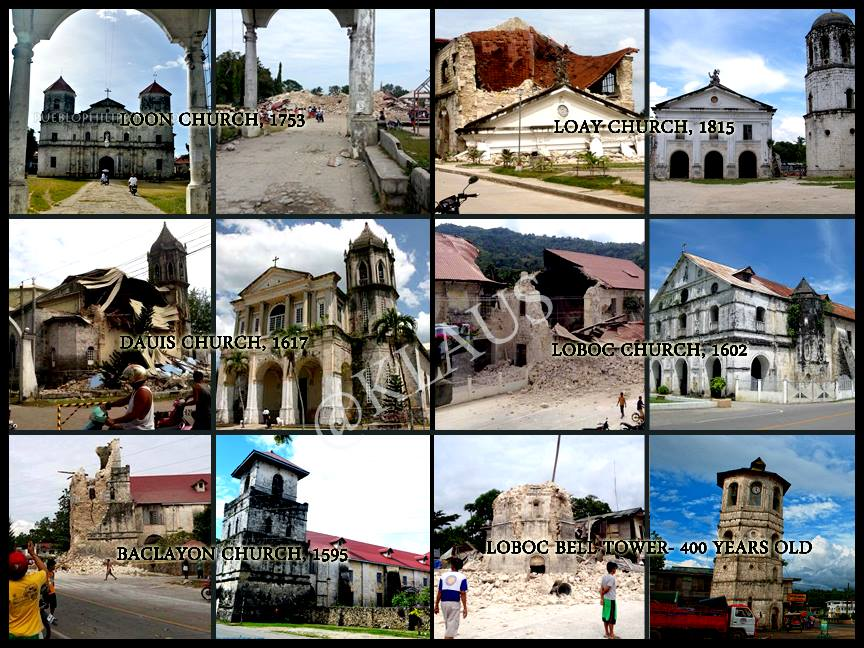 LOON CHURCH, 1753
LOAY CHURCH, 1815
DAUIS CHURCH, 1617
LOBOC CHURCH, 1602
@KLAUS
BACLAYON CHURCH, 1595
LOBOC BELL TOWER- 400 YEARS OLD